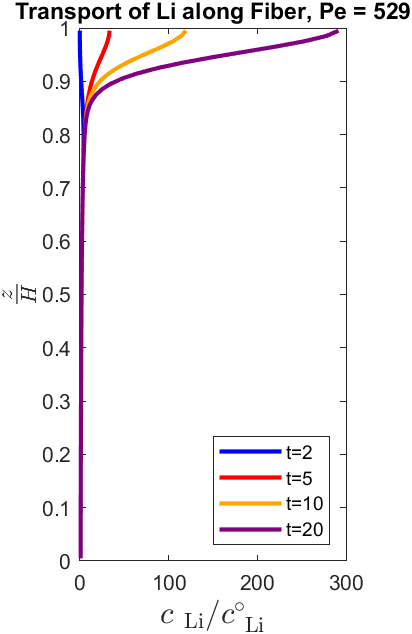 Transport of Li along Fiber, Pe = 529
1
0.9
0.8
0.7
0.6
0.5
0.4
0.3
0.2
0.1
0
z/H
t=2
t=5
t=10
t=20
0 100 200 300
c Li/c°Li